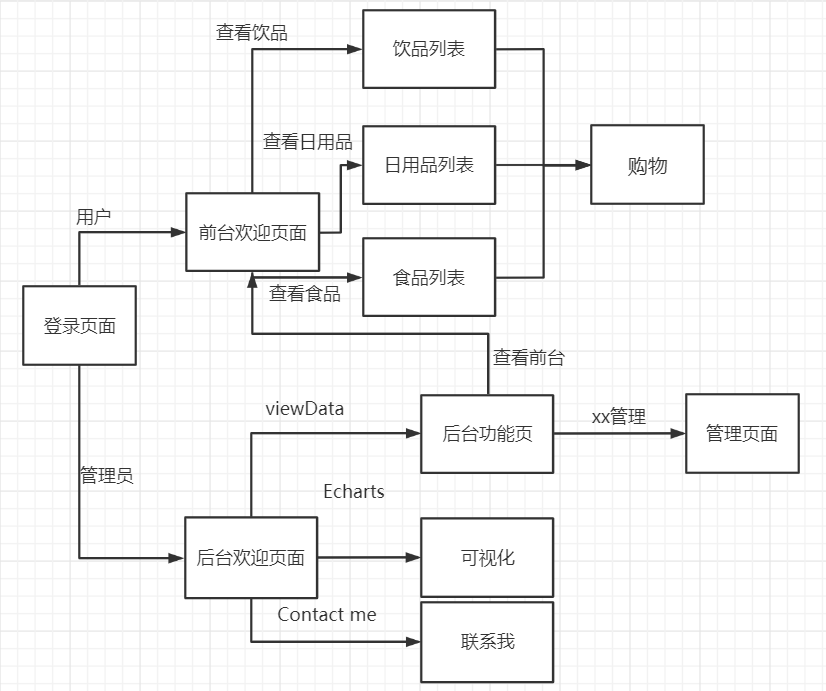 查看饮品
饮品列表
查看日用品
日用品列表
购物
用户
前台欢迎页面
食品列表
查看食品
登录页面
查看前台
viewData
xx管理
后台功能页
管理页面
管理员
Echarts
后台欢迎页面
可视化
Contact me
联系我